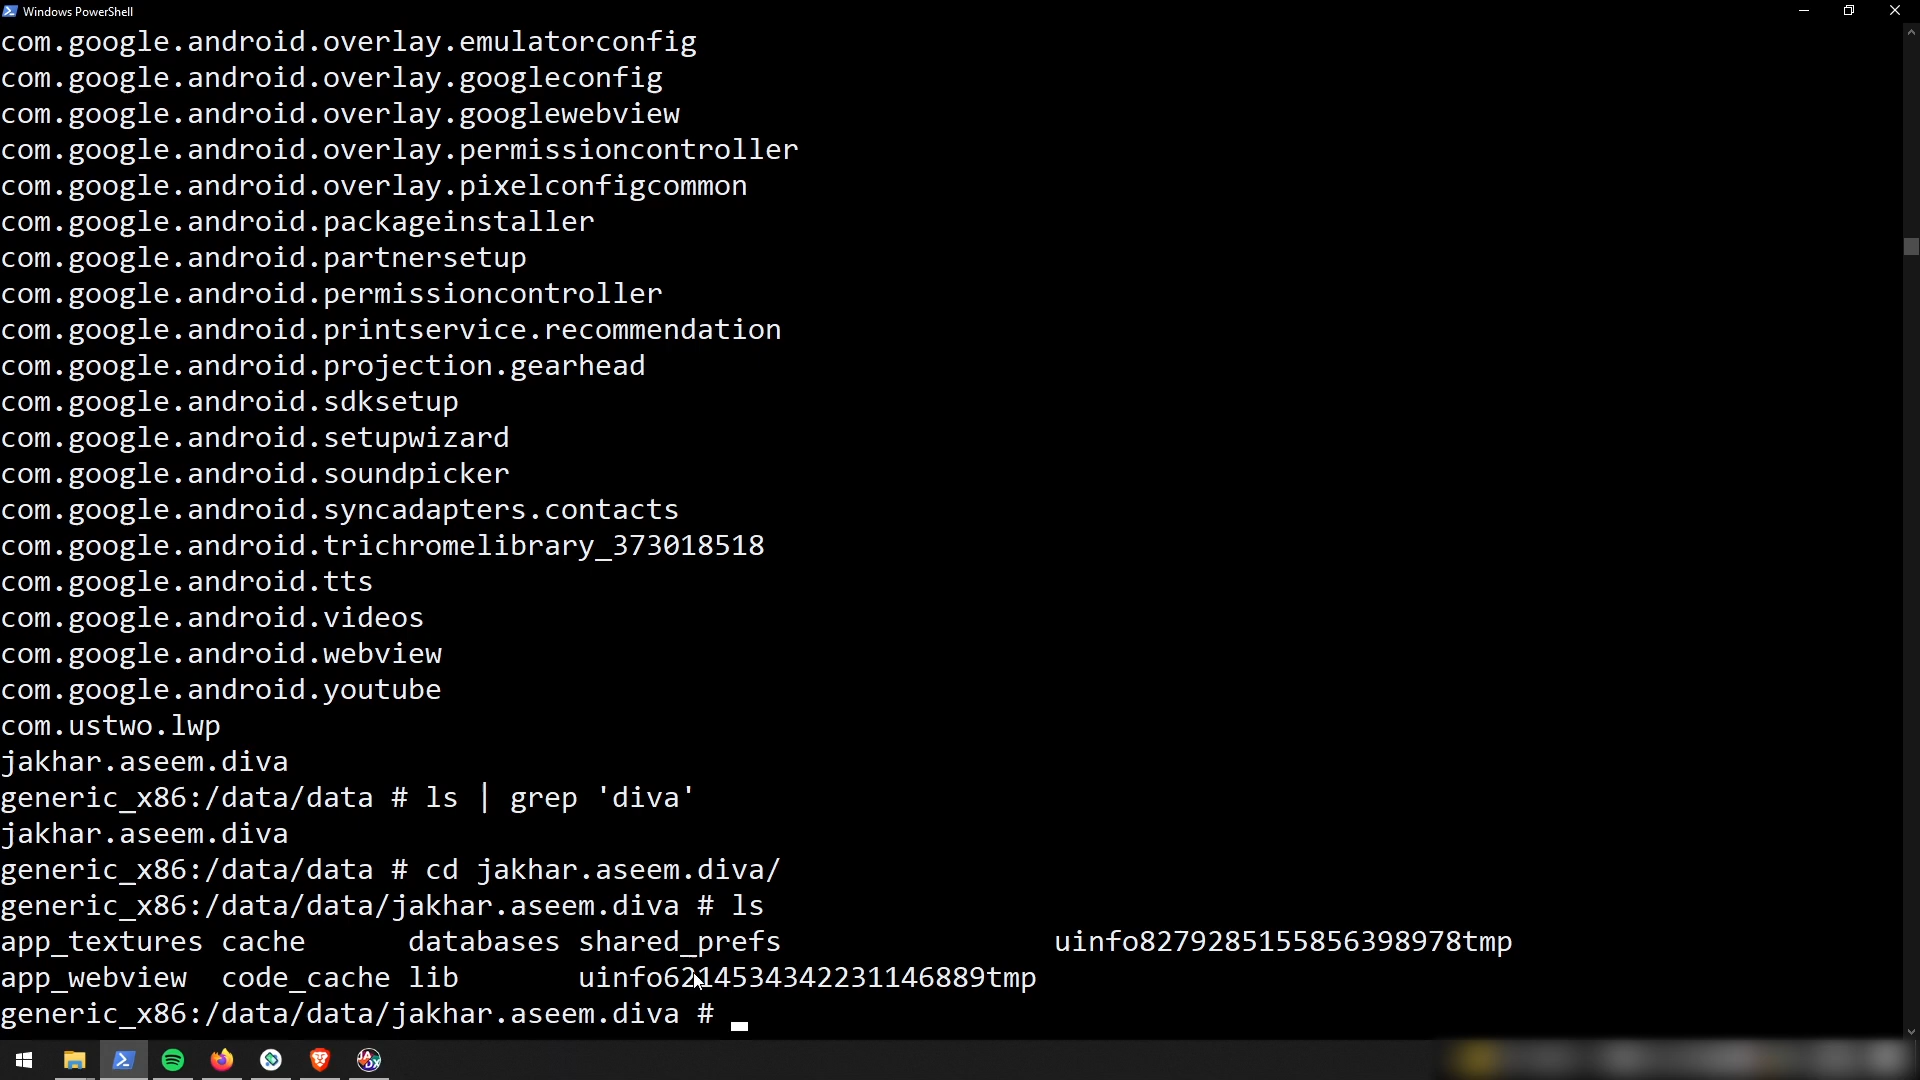 Windows PowerShell
com.google.android.overlay.emulatorconfig
com.google.android.overlay.googleconfig
com.google.android.overlay.googlewebview
com.google.android.overlay.permissioncontroller
com.google.android.overlay.pixelconfigcommon
com.google.android.packageinstaller
com.google.android.partnersetup
com.google.android.permissioncontroller
com.google.android.printservice.recommendation
com.google.android.projection.gearhead
com.google.android.sdksetup
com.google.android.setupwizard
com.google.android.soundpicker
com.google.android.syncadapters.contacts
com.google.android.trichromelibrary_373018518
com.google.android.tts
com.google.android.videos
com.google.android.webview
com.google.android.youtube
com.ustwo.lwp
jakhar.aseem.diva
generic_x86:/data/data # ls | grep 'diva'
jakhar.aseem.diva
generic_x86:/data/data # cd jakhar.aseem.diva/
generic_x86:/data/data/jakhar.aseem.diva # ls
app_textures cache      databases shared_prefs                uinfo8279285155856398978tmp
app_webview  code_cache lib       uinfo6214534342231146889tmp
generic_x86:/data/data/jakhar.aseem.diva #